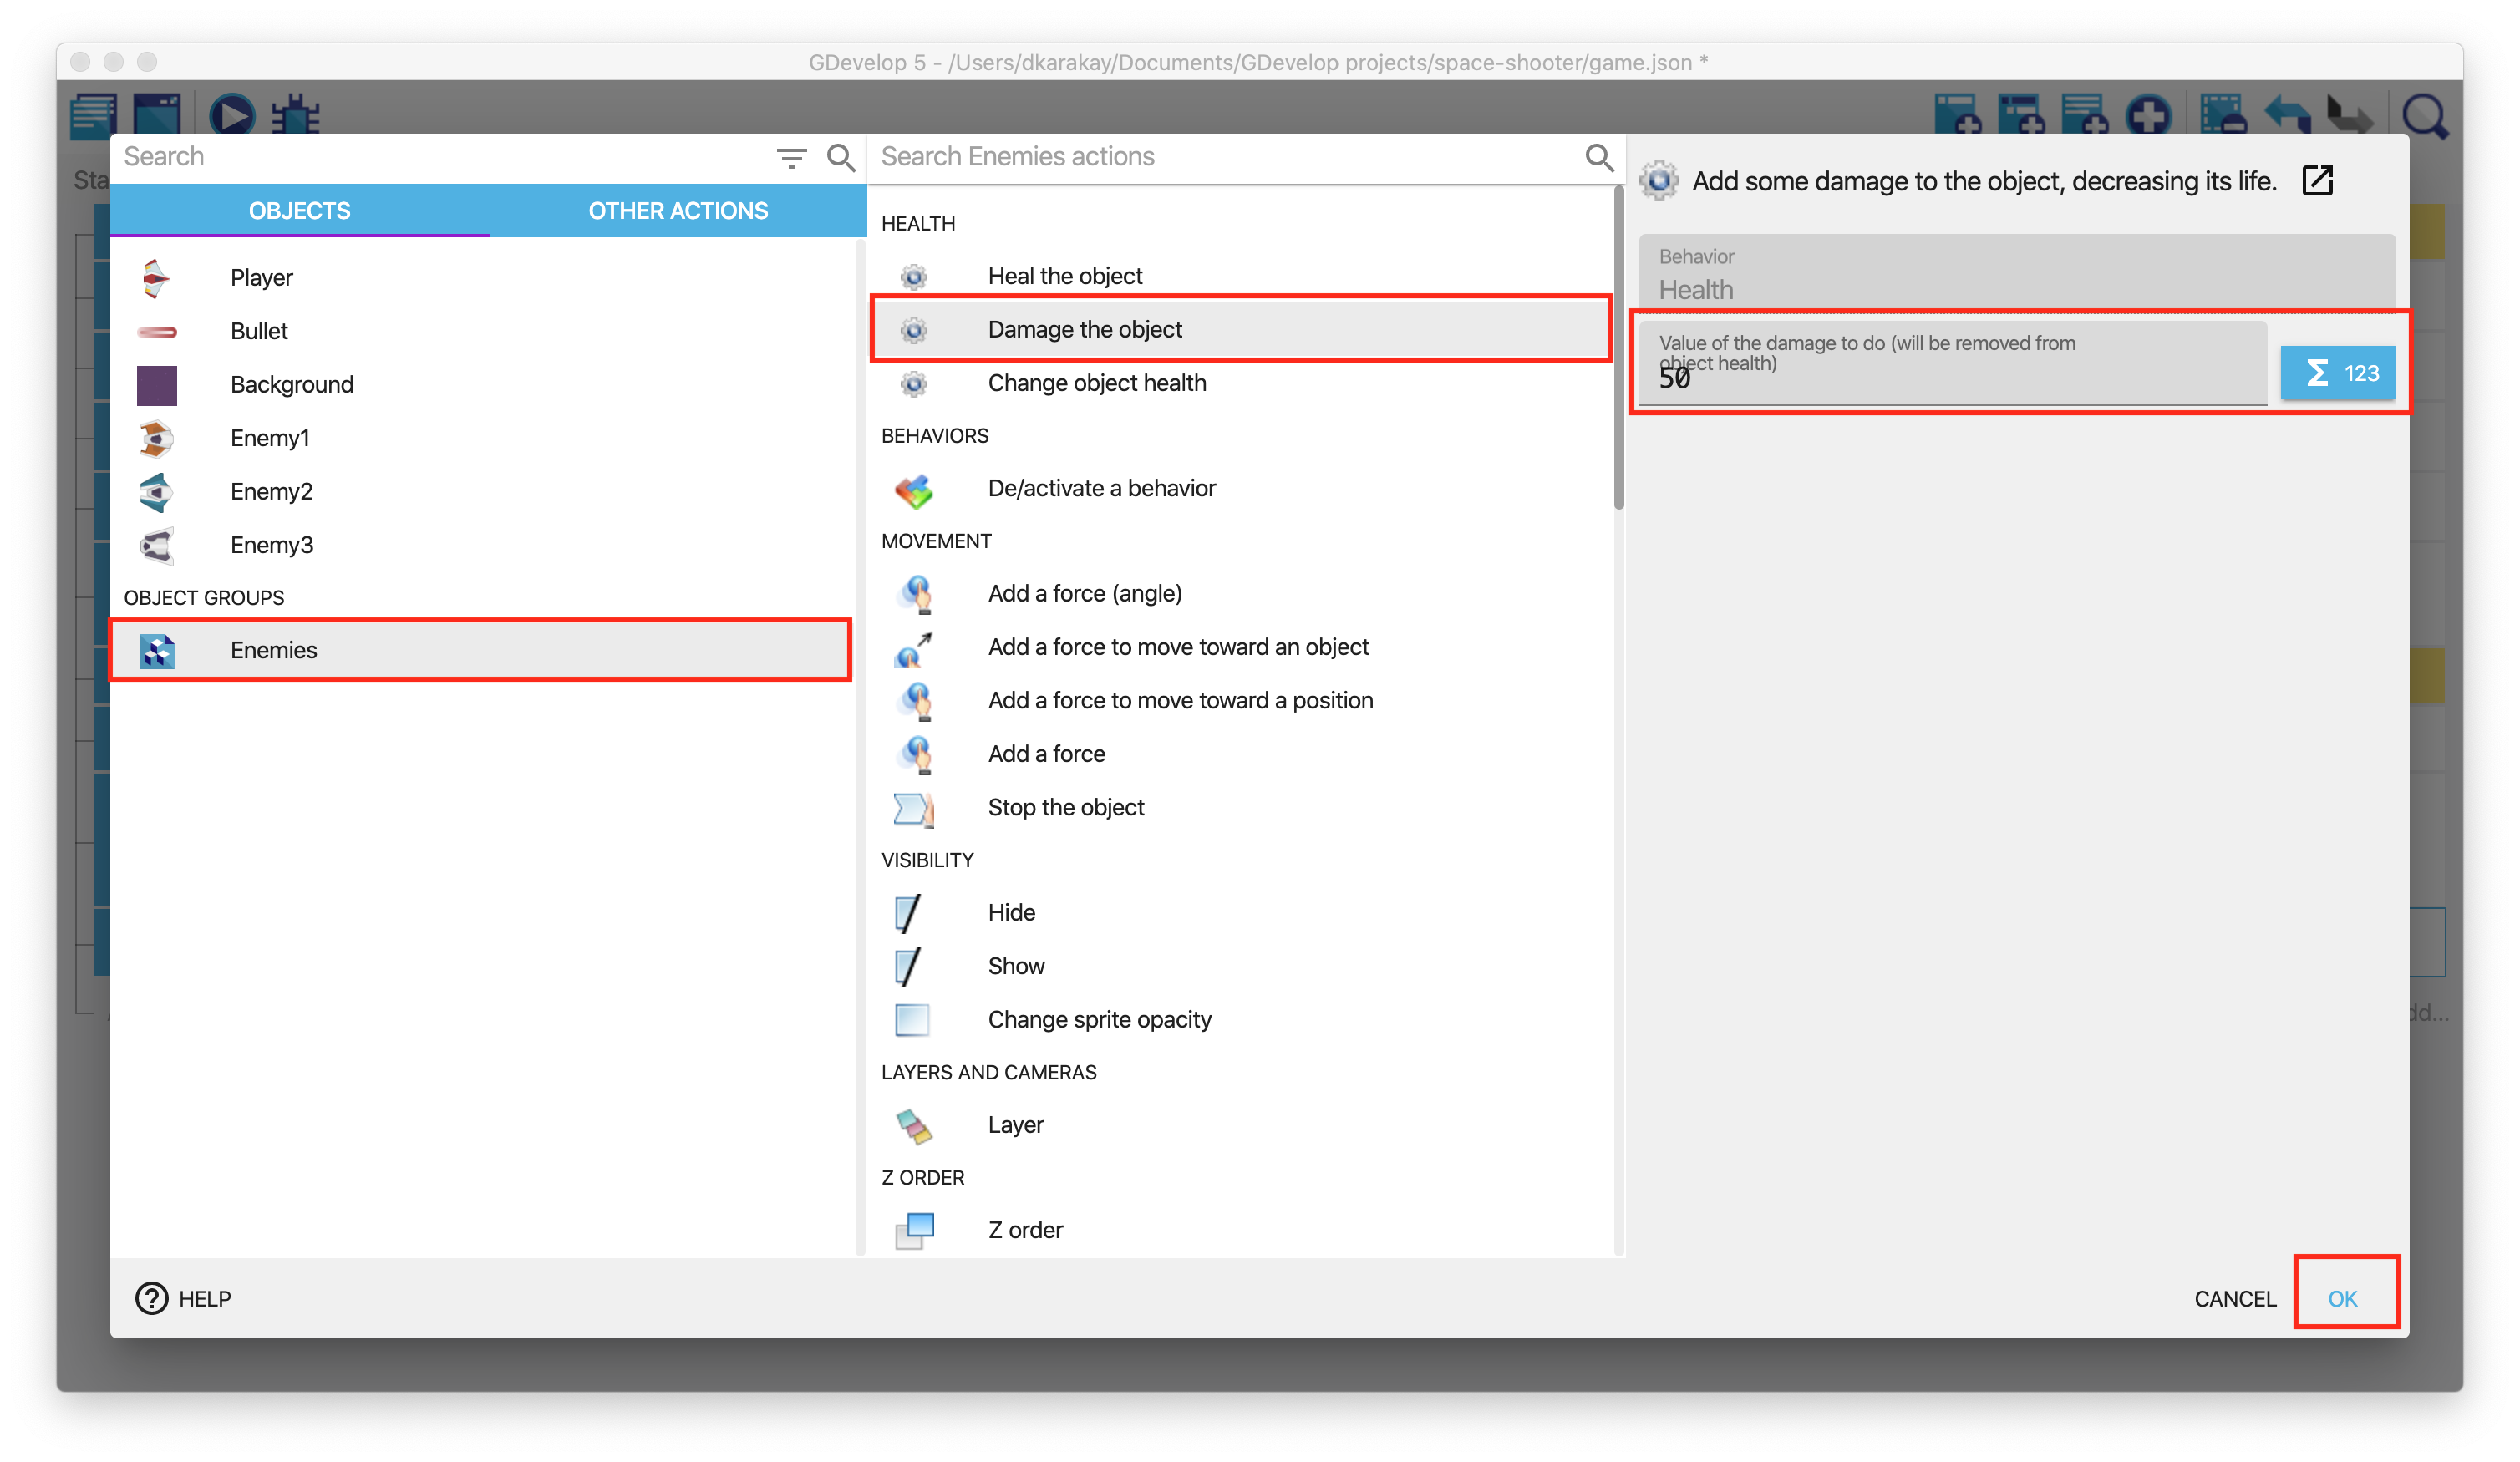 GDevelop 5 - /Users/dkarakay/Documents/GDevelop projects/space-shooter/game.json *
Sta
Search
OBJECTS
OTHER ACTIONS
Player
Bullet
Background
Enemy1
Enemy2
Enemy3
OBJECT GROUPS
Enemies
Search Enemies actions
HEALTH
Heal the object
Damage the object
Change object health
BEHAVIORS
De/activate a behavior
MOVEMENT
Add a force (angle)
Add a force to move toward an object
Add a force to move toward a position
Add a force
Stop the object
VISIBILITY
Hide
Show
Change sprite opacity
LAYERS AND CAMERAS
Layer
Z ORDER
Z order
Add some damage to the object, decreasing its life.
Behavior
Health
Value of the damage to do (will be removed from
object health)
50
Σ 123
dd...
? HELP
CANCEL
OK